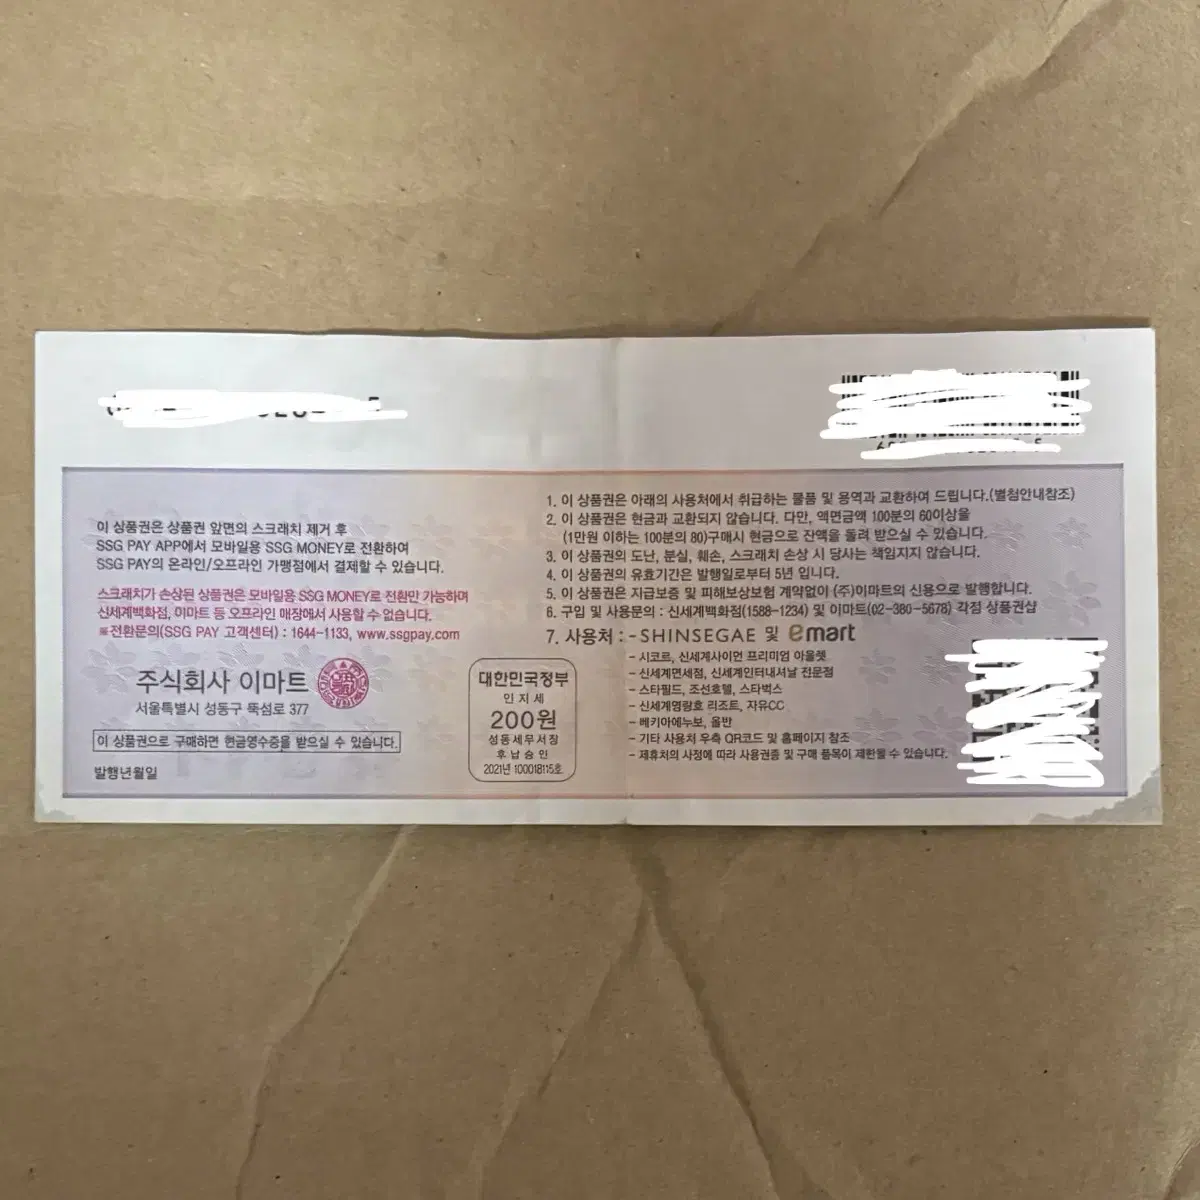 이 상품권은 상품권 앞면의 스크래치 제거 후
SSG PAY APP에서 모바일용 SSG MONEY로 전환하여
SSG PAY의 온라인/오프라인 가맹점에서 결제할 수 있습니다.
스크래치가 손상된 상품권은 모바일용 SSG MONEY로 전환만 가능하며
신세계백화점, 이마트 등 오프라인 매장에서 사용할 수 없습니다.
※전환문의(SSG PAY 고객센터) : 1644-1133, www.ssgpay.com
주식회사 이마트
서울특별시 성동구 뚝섬로 377
이 상품권으로 구매하면 현금영수증을 받으실 수 있습니다.
발행년월일
대한민국정부
인지세
200원
성동세무서장
후납승인
2021년 100018115호
1. 이 상품권은 아래의 사용처에서 취급하는 물품 및 용역과 교환하여 드립니다.(별첨안내참조)
2. 이 상품권은 현금과 교환되지 않습니다. 다만, 액면금액 100분의 60이상을
(1만원 이하는 100분의 80)구매시 현금으로 잔액을 돌려 받으실 수 있습니다.
3. 이 상품권의 도난, 분실, 훼손, 스크래치 손상 시 당사는 책임지지 않습니다.
4. 이 상품권의 유효기간은 발행일로부터 5년 입니다.
5. 이 상품권은 지급보증 및 피해보상보험 계약없이 (주)이마트의 신용으로 발행합니다.
6. 구입 및 사용문의 : 신세계백화점(1588-1234) 및 이마트(02-380-5678) 각점 상품권샵
7. 사용처 : - SHINSEGAE 및 emart
- 시코르, 신세계사이먼 프리미엄 아울렛
- 신세계면세점, 신세계인터내셔날 전문점
- 스타필드, 조선호텔, 스타벅스
- 신세계영랑호 리조트, 자유CC
- 베키아에누보, 올반
- 기타 사용처 우측 QR코드 및 홈페이지 참조
- 제휴처의 사정에 따라 사용권종 및 구매 품목이 제한될 수 있습니다.